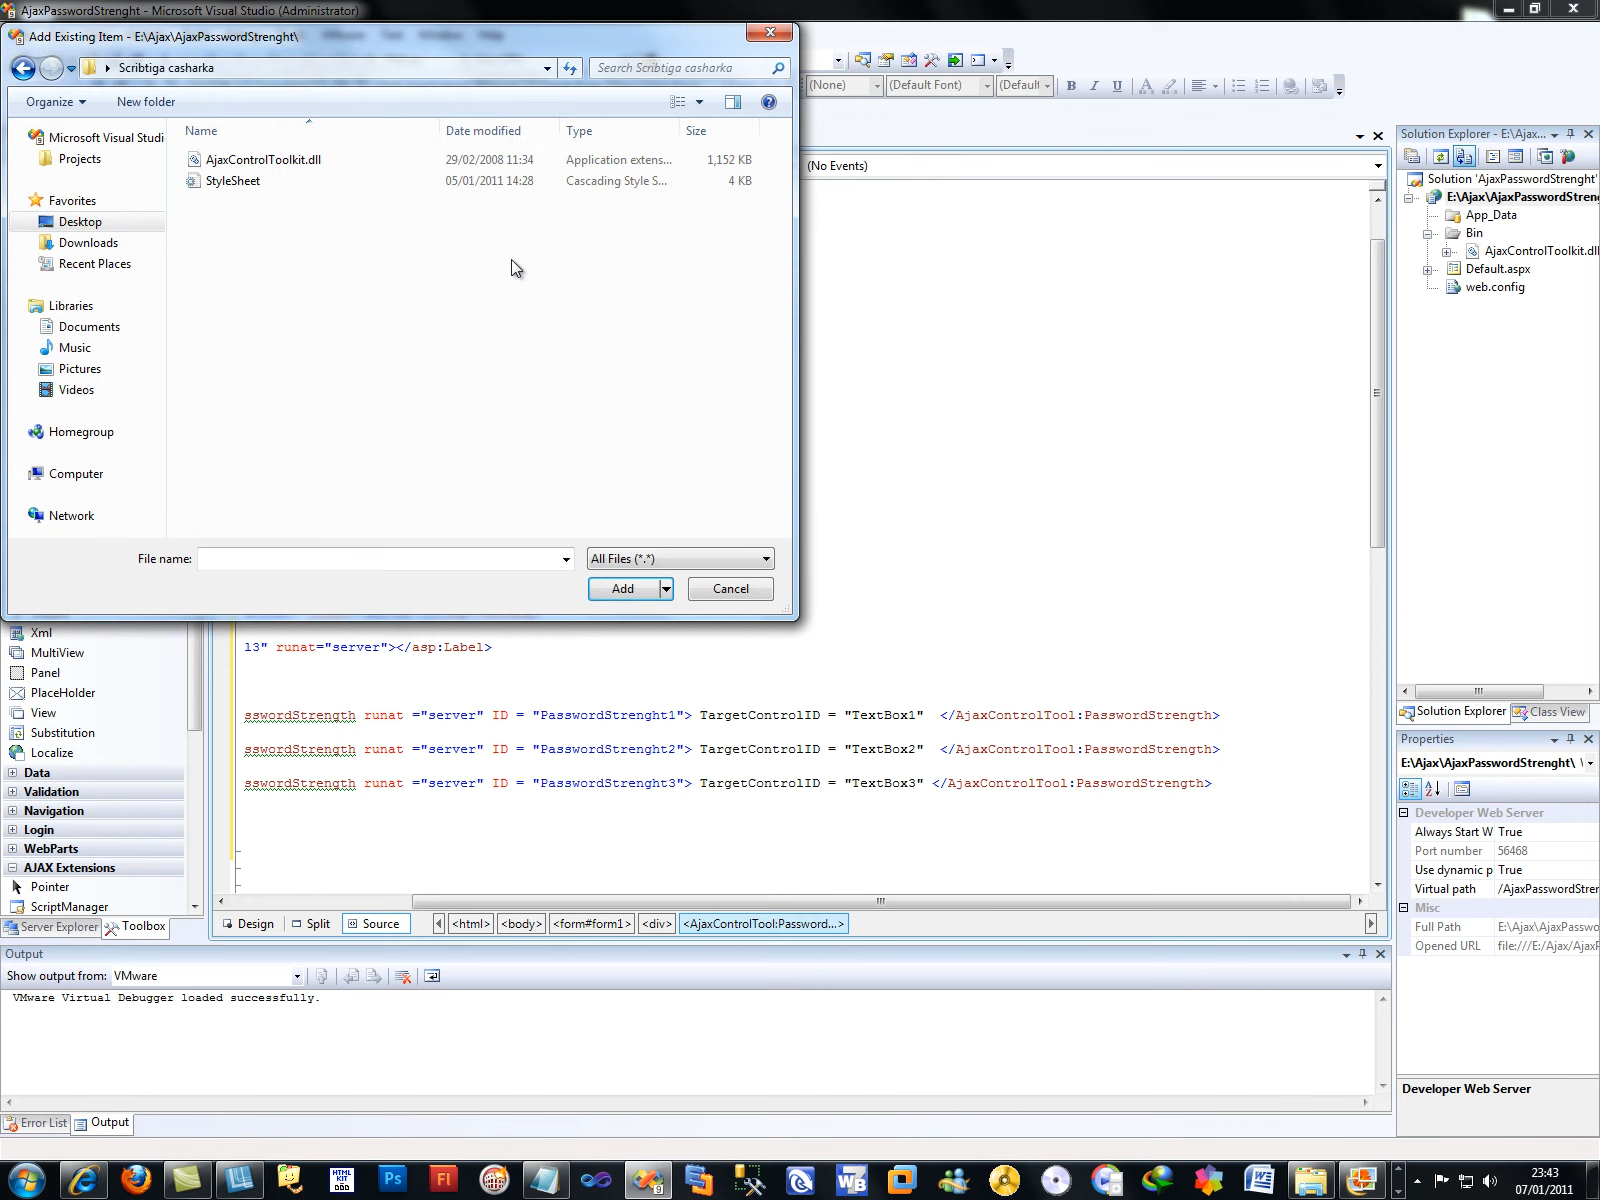 AjaxPasswordStrenght - Microsoft Visual Studio (Administrator)
Add Existing Item - E:\Ajax\AjaxPasswordStrenght\
Scribtiga casharka
Search Scribtiga casharka
Organize
New folder
(None)
(Default Font)
(Default
B I U A
Name
Date modified
Type
Size
Microsoft Visual Studi
Projects
Favorites
Desktop
Downloads
Recent Places
Libraries
Documents
Music
Pictures
Videos
Homegroup
Computer
Network
AjaxControlToolkit.dll
29/02/2008 11:34
Application extens...
1,152 KB
StyleSheet
05/01/2011 14:28
Cascading Style S...
4 KB
File name:
All Files (*.*)
Add
Cancel
(No Events)
Solution Explorer - E:\Ajax...
Solution 'AjaxPasswordStrenght'
E:\Ajax\AjaxPasswordStreng
App_Data
Bin
AjaxControlToolkit.dll
Default.aspx
web.config
Solution Explorer
Class View
Xml
MultiView
Panel
PlaceHolder
View
Substitution
Localize
Data
Validation
Navigation
Login
WebParts
AJAX Extensions
Pointer
ScriptManager
Server Explorer
Toolbox
l3" runat="server"></asp:Label>
sswordStrength runat ="server" ID = "PasswordStrenght1"> TargetControlID = "TextBox1"  </AjaxControlTool:PasswordStrength>
sswordStrength runat ="server" ID = "PasswordStrenght2"> TargetControlID = "TextBox2"  </AjaxControlTool:PasswordStrength>
sswordStrength runat ="server" ID = "PasswordStrenght3"> TargetControlID = "TextBox3" </AjaxControlTool:PasswordStrength>
Design
Split
Source
<html>
<body>
<form#form1>
<div>
<AjaxControlTool:Password...>
Properties
E:\Ajax\AjaxPasswordStrenght\
Developer Web Server
Always Start W True
Port number 56468
Use dynamic p True
Virtual path /AjaxPasswordStrer
Misc
Full Path E:\Ajax\AjaxPasswo
Opened URL file:///E:/Ajax/AjaxP
Developer Web Server
Output
Show output from: VMware
VMware Virtual Debugger loaded successfully.
Error List
Output
HTML KIT
Ps
Fl
9
WB
23:43
07/01/2011